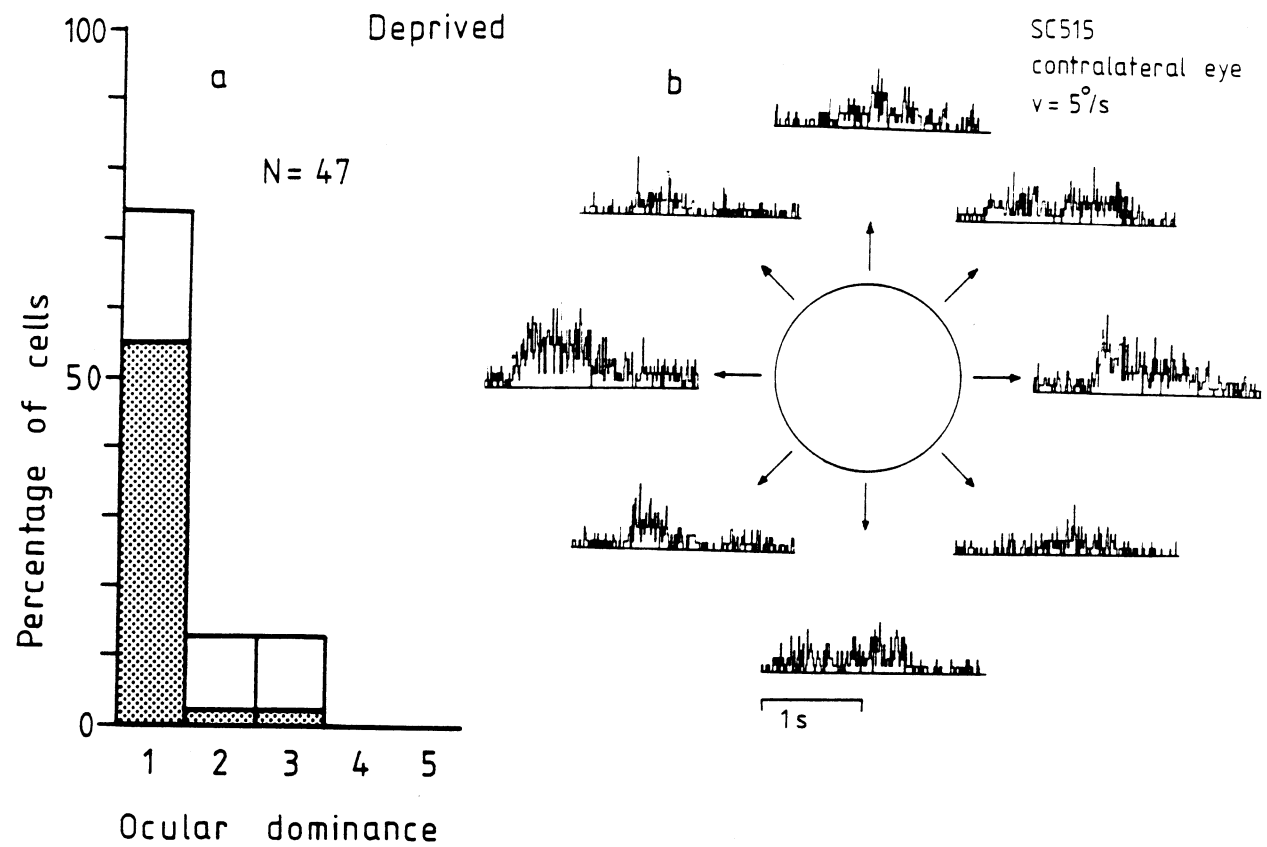 Deprived
a
N= 47
100
50
0
Percentage of cells
1 2 3 4 5
Ocular dominance
b
SC515
contralateral eye
v = 5°/s
1s